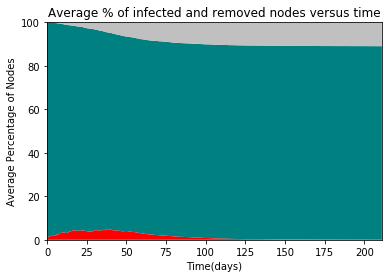 Average % of infected and removed nodes versus time
100
80
60
40
20
0
Average Percentage of Nodes
0 25 50 75 100 125 150 175 200
Time(days)